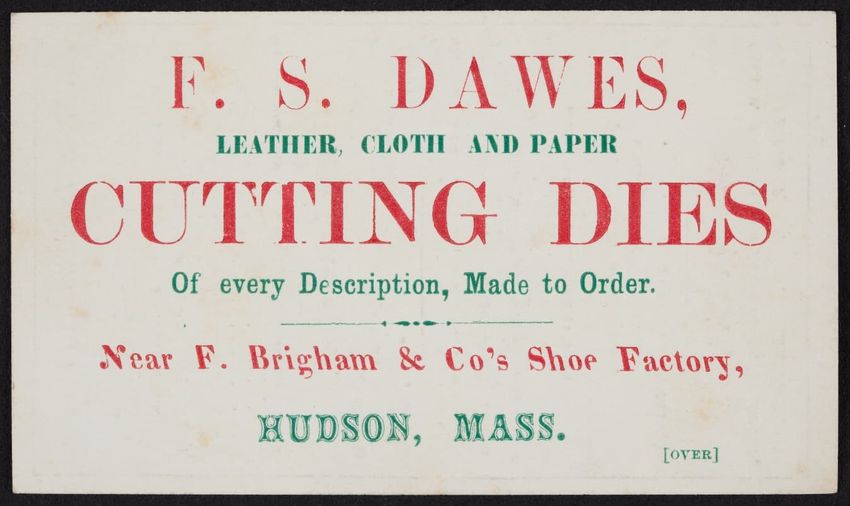 F. S. DAWES,
LEATHER, CLOTH AND PAPER
CUTTING DIES
Of every Description, Made to Order.
Near F. Brigham & Co's Shoe Factory,
HUDSON, MASS.
[OVER]